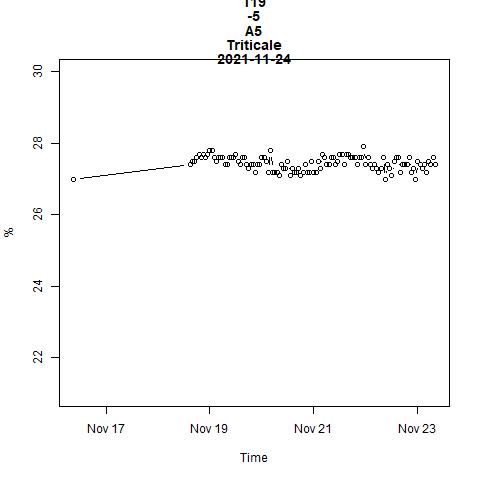 T19
-5
A5
Triticale
2021-11-24
30
28
26
24
22
%
Nov 17
Nov 19
Nov 21
Nov 23
Time